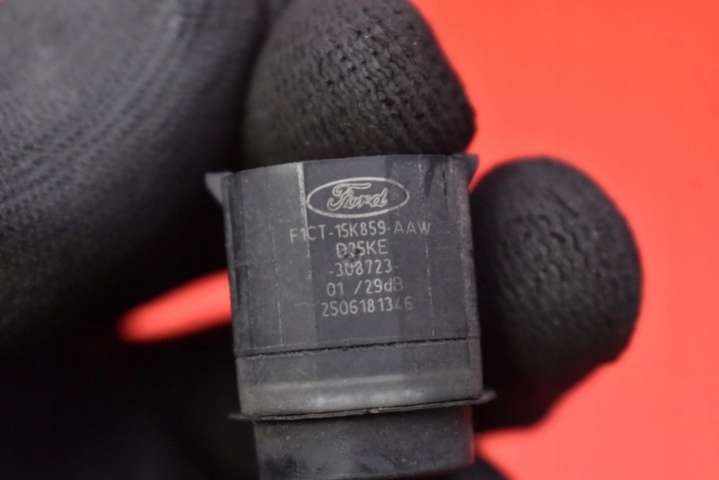 Ford
F1CT-15K859-AAW
D25KE
-308723-
01 /29dB
2506181346